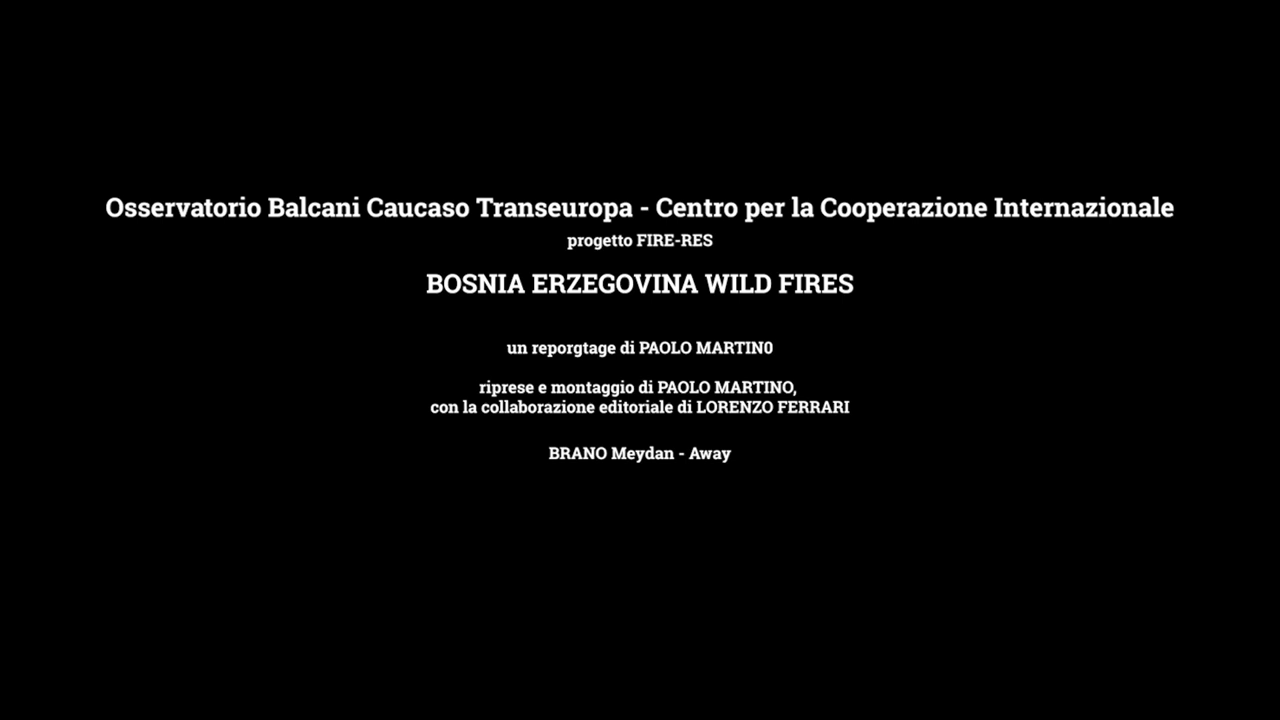 Osservatorio Balcani Caucaso Transeuropa - Centro per la Cooperazione Internazionale
progetto FIRE-RES
BOSNIA ERZEGOVINA WILD FIRES
un reporgtage di PAOLO MARTIN0
riprese e montaggio di PAOLO MARTINO,
con la collaborazione editoriale di LORENZO FERRARI
BRANO Meydan - Away